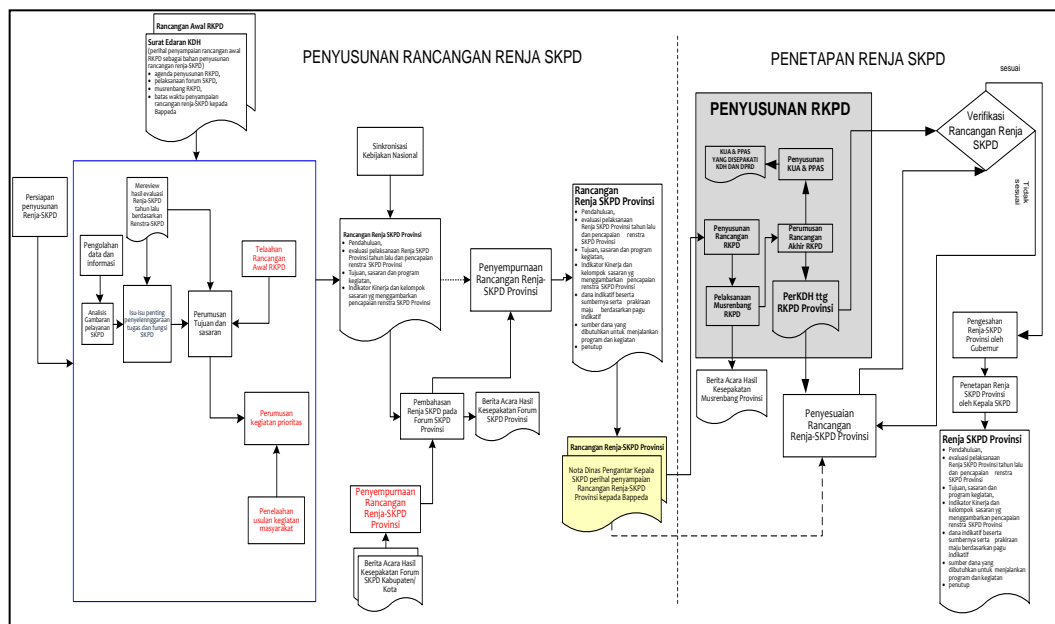 Rancangan Awal RKPD
Surat Edaran KDH
(perihal penyampaian rancangan awal
RKPD sebagai bahan penyusunan
rancangan renja-SKPD)
• agenda penyusunan RKPD,
• pelaksanaan forum SKPD,
• musrenbang RKPD,
• batas waktu penyampaian
rancangan renja-SKPD kepada
Bappeda
PENYUSUNAN RANCANGAN RENJA SKPD
PENETAPAN RENJA SKPD
Persiapan
penyusunan
Renja-SKPD
Mereview
hasil evaluasi
Renja-SKPD
tahun lalu
berdasarkan
Renstra-SKPD
Pengolahan
data dan
informasi
Analisis
Gambaran
pelayanan
SKPD
Isu-isu penting
penyelennggaraan
tugas dan fungsi
SKPD
Perumusan
Tujuan dan
sasaran
Telaahan
Rancangan
Awal RKPD
Perumusan
kegiatan prioritas
Penelaahan
usulan kegiatan
masyarakat
Sinkronisasi
Kebijakan Nasional
Rancangan Renja SKPD Provinsi
• Pendahuluan,
• evaluasi pelaksanaan Renja SKPD
Provinsi tahun lalu dan pencapaian
renstra SKPD Provinsi
• Tujuan, sasaran dan program
kegiatan,
• Indikator Kinerja dan kelompok
sasaran yg menggambarkan
pencapaian renstra SKPD Provinsi
Penyempurnaan
Rancangan Renja-
SKPD Provinsi
Pembahasan
Renja SKPD pada
Forum SKPD
Provinsi
Berita Acara Hasil
Kesepakatan Forum
SKPD Provinsi
Penyempurnaan
Rancangan
Renja-SKPD
Provinsi
Berita Acara Hasil
Kesepakatan Forum
SKPD Kabupaten/
Kota
Rancangan
Renja SKPD Provinsi
• Pendahuluan,
• evaluasi pelaksanaan
Renja SKPD Provinsi tahun lalu
dan pencapaian renstra
SKPD Provinsi
• Tujuan, sasaran dan program
kegiatan,
• Indikator Kinerja dan
kelompok sasaran yg
menggambarkan pencapaian
renstra SKPD Provinsi
• dana indikatif beserta
sumbernya serta prakiraan
maju berdasarkan pagu
indikatif
• sumber dana yang
dibutuhkan untuk menjalankan
program dan kegiatan
• penutup
Rancangan Renja-SKPD Provinsi
Nota Dinas Pengantar Kepala
SKPD perihal penyampaian
Rancangan Renja-SKPD
Provinsi kepada Bappeda
PENYUSUNAN RKPD
KUA & PPAS
YANG DISEPAKATI
KDH DAN DPRD
Penyusunan
KUA & PPAS
Penyusunan
Rancangan
RKPD
Perumusan
Rancangan
Akhir RKPD
Pelaksanaan
Musrenbang
RKPD
PerKDH ttg
RKPD Provinsi
Berita Acara Hasil
Kesepakatan
Musrenbang Provinsi
Penyesuaian
Rancangan
Renja-SKPD Provinsi
sesuai
Verifikasi
Rancangan Renja
SKPD
Tidak
sesuai
Pengesahan
Renja-SKPD
Provinsi oleh
Gubernur
Penetapan Renja
SKPD Provinsi
oleh Kepala SKPD
Renja SKPD Provinsi
• Pendahuluan,
• evaluasi pelaksanaan
Renja SKPD Provinsi tahun lalu
dan pencapaian renstra
SKPD Provinsi
• Tujuan, sasaran dan
program kegiatan,
• Indikator Kinerja dan
kelompok sasaran yg
menggambarkan pencapaian
renstra SKPD Provinsi
• dana indikatif beserta
sumbernya serta prakiraan
maju berdasarkan pagu
indikatif
• sumber dana yang
dibutuhkan untuk menjalankan
program dan kegiatan
• penutup